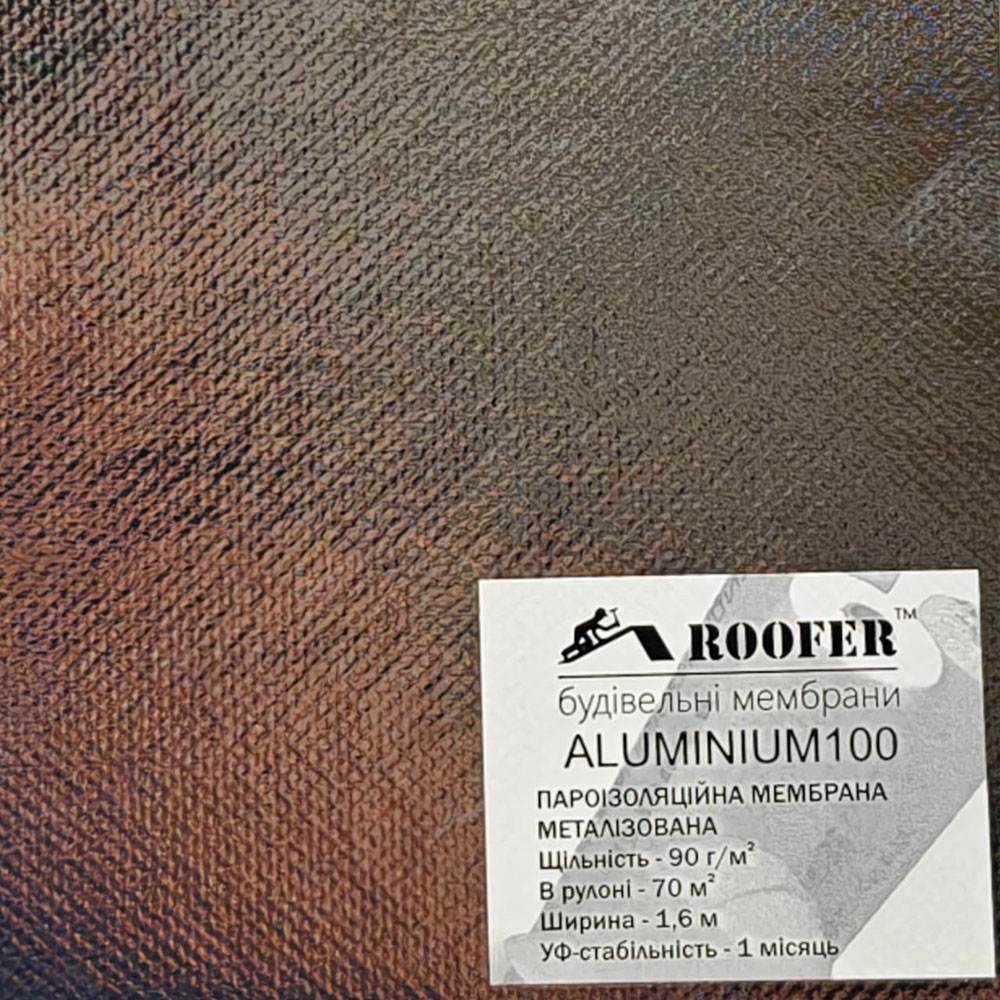 ROOFER™
будівельні мембрани
ALUMINIUM100
ПАРОІЗОЛЯЦІЙНА МЕМБРАНА
МЕТАЛІЗОВАНА
Щільність - 90 г/м²
В рулоні - 70 м²
Ширина - 1,6 м
УФ-стабільність - 1 місяць